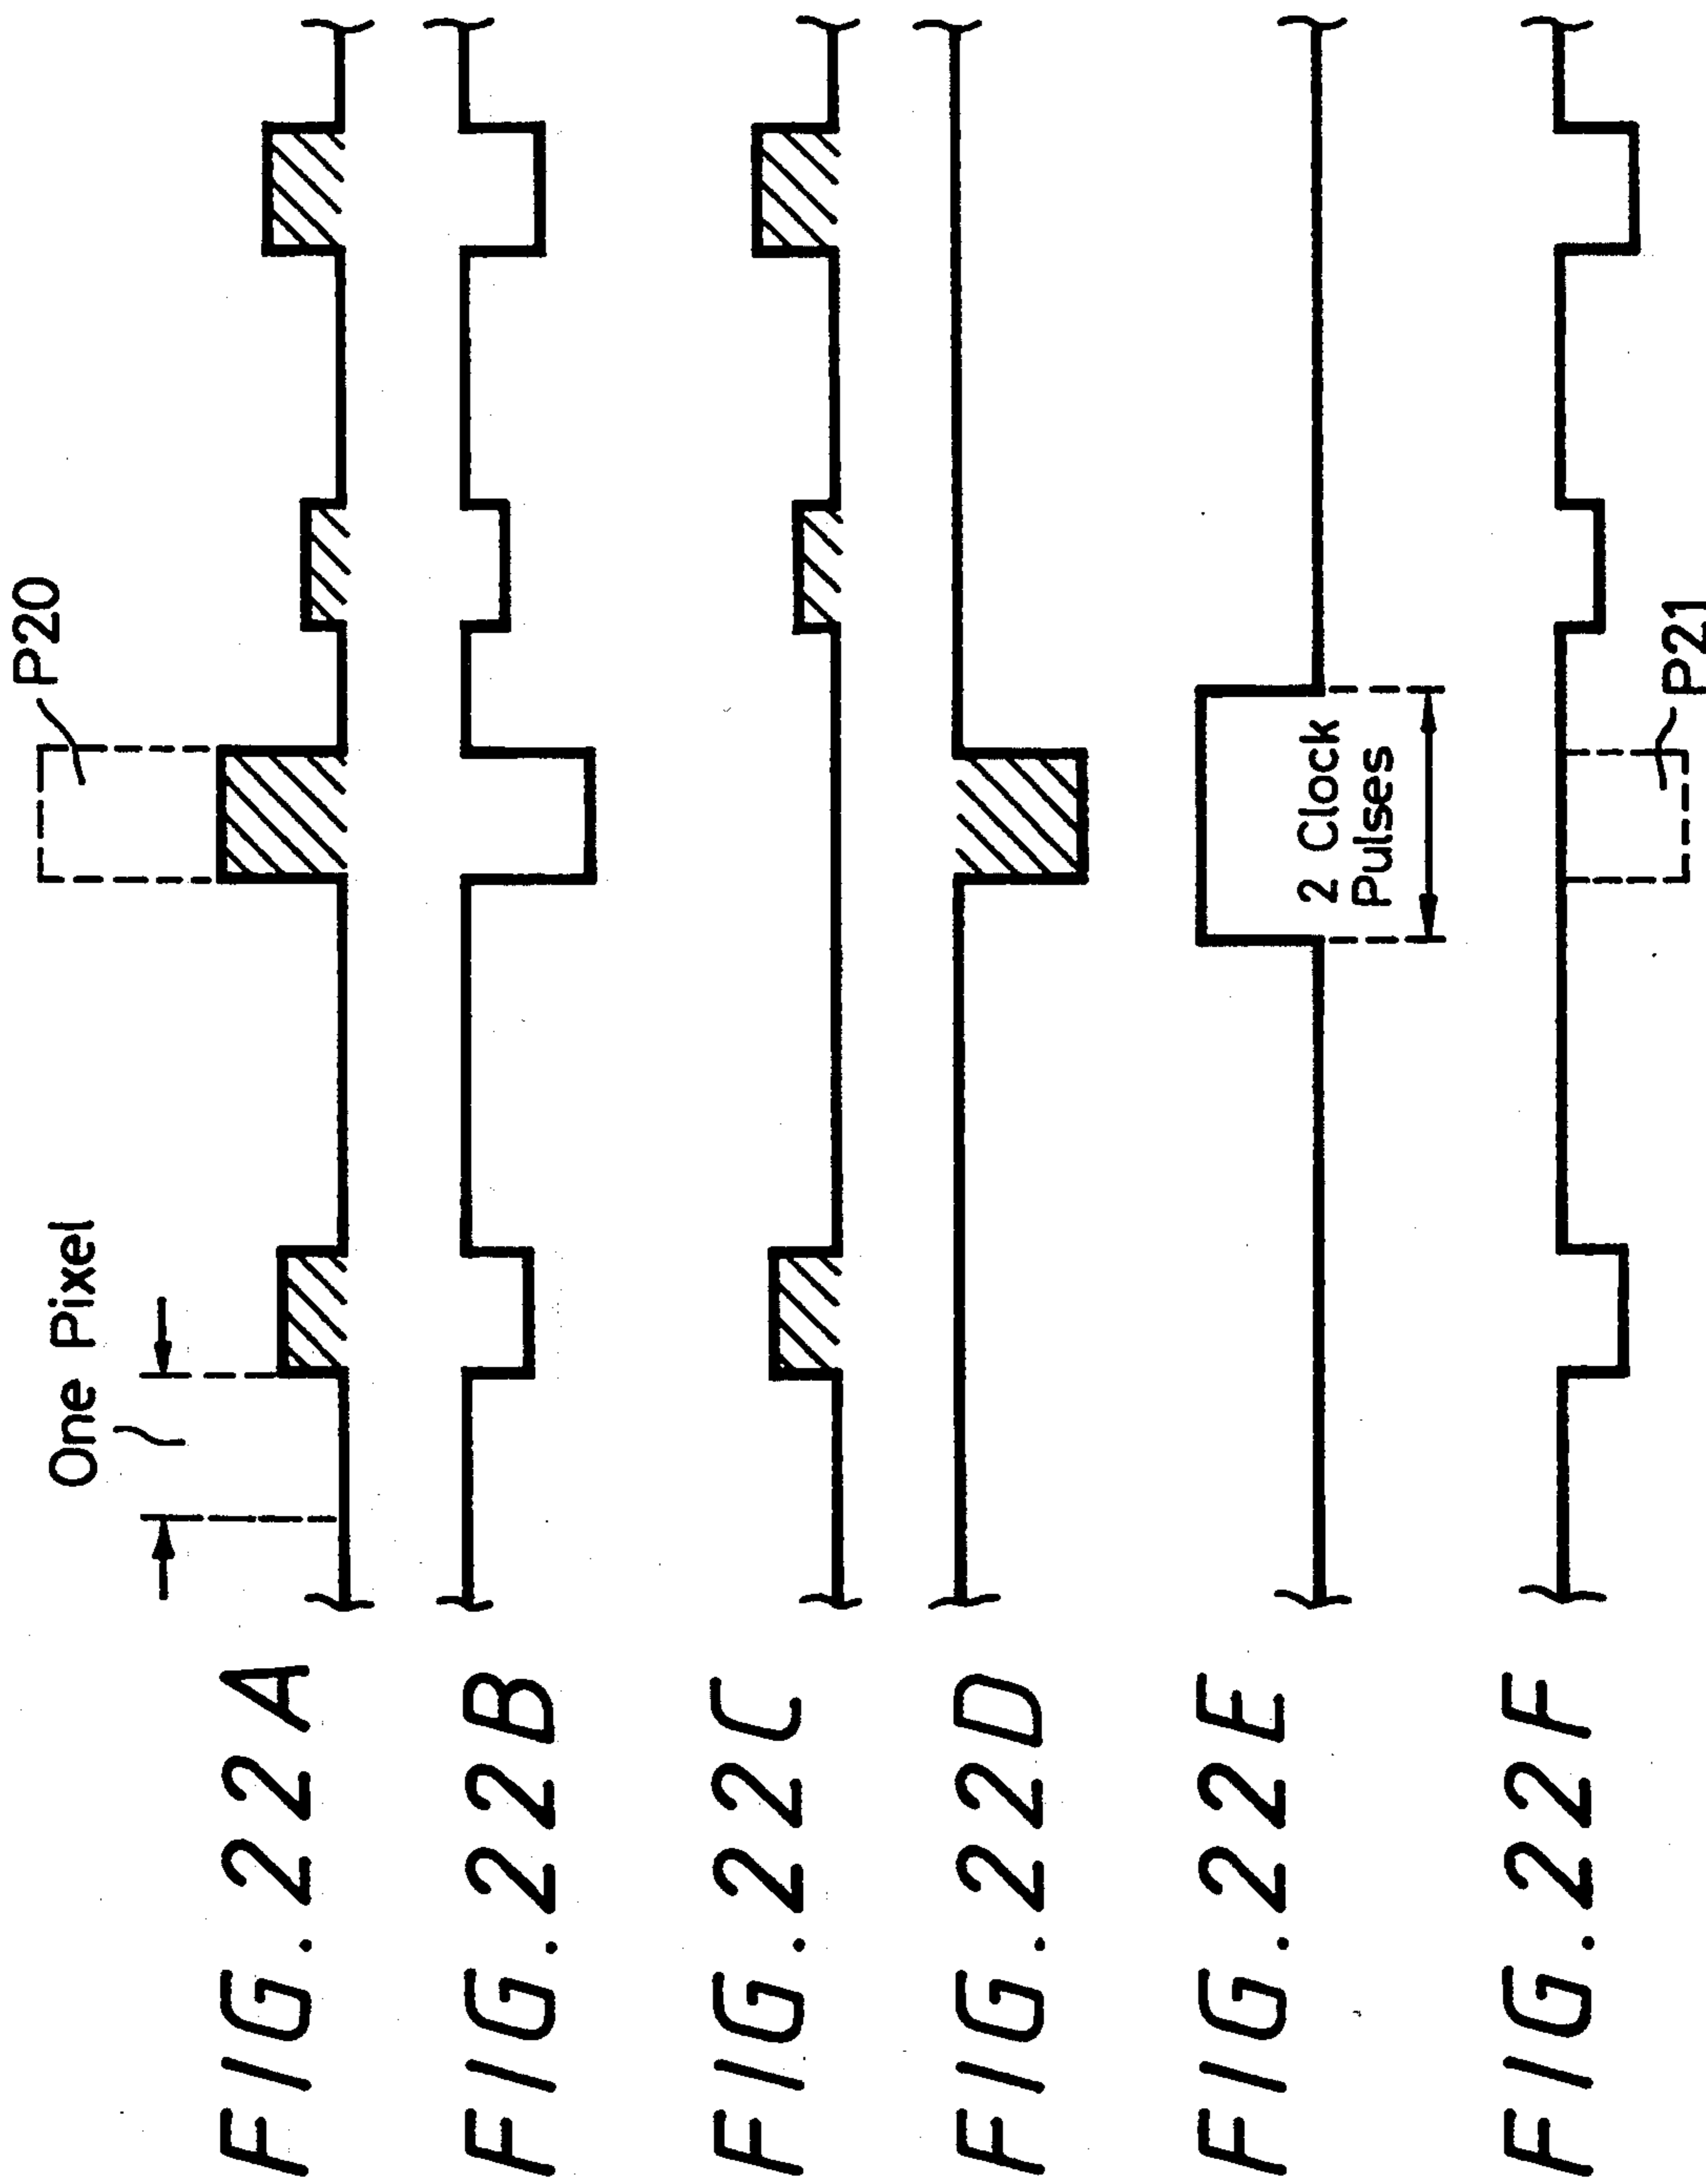 One Pixel
P20
FIG. 22A
FIG. 22B
FIG. 22C
FIG. 22D
FIG. 22E
2 Clock
Pulses
FIG. 22F
P21